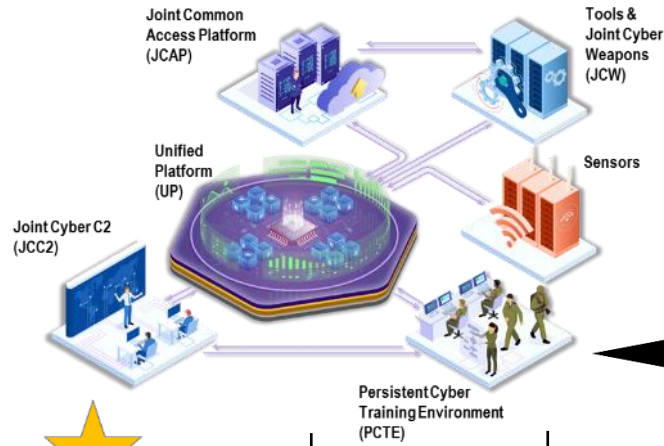 Joint Common
Access Platform
(JCAP)
Tools &
Joint Cyber
Weapons
(JCW)
Unified
Platform
(UP)
Sensors
Joint Cyber C2
(JCC2)
Persistent Cyber
Training Environment
(PCTE)